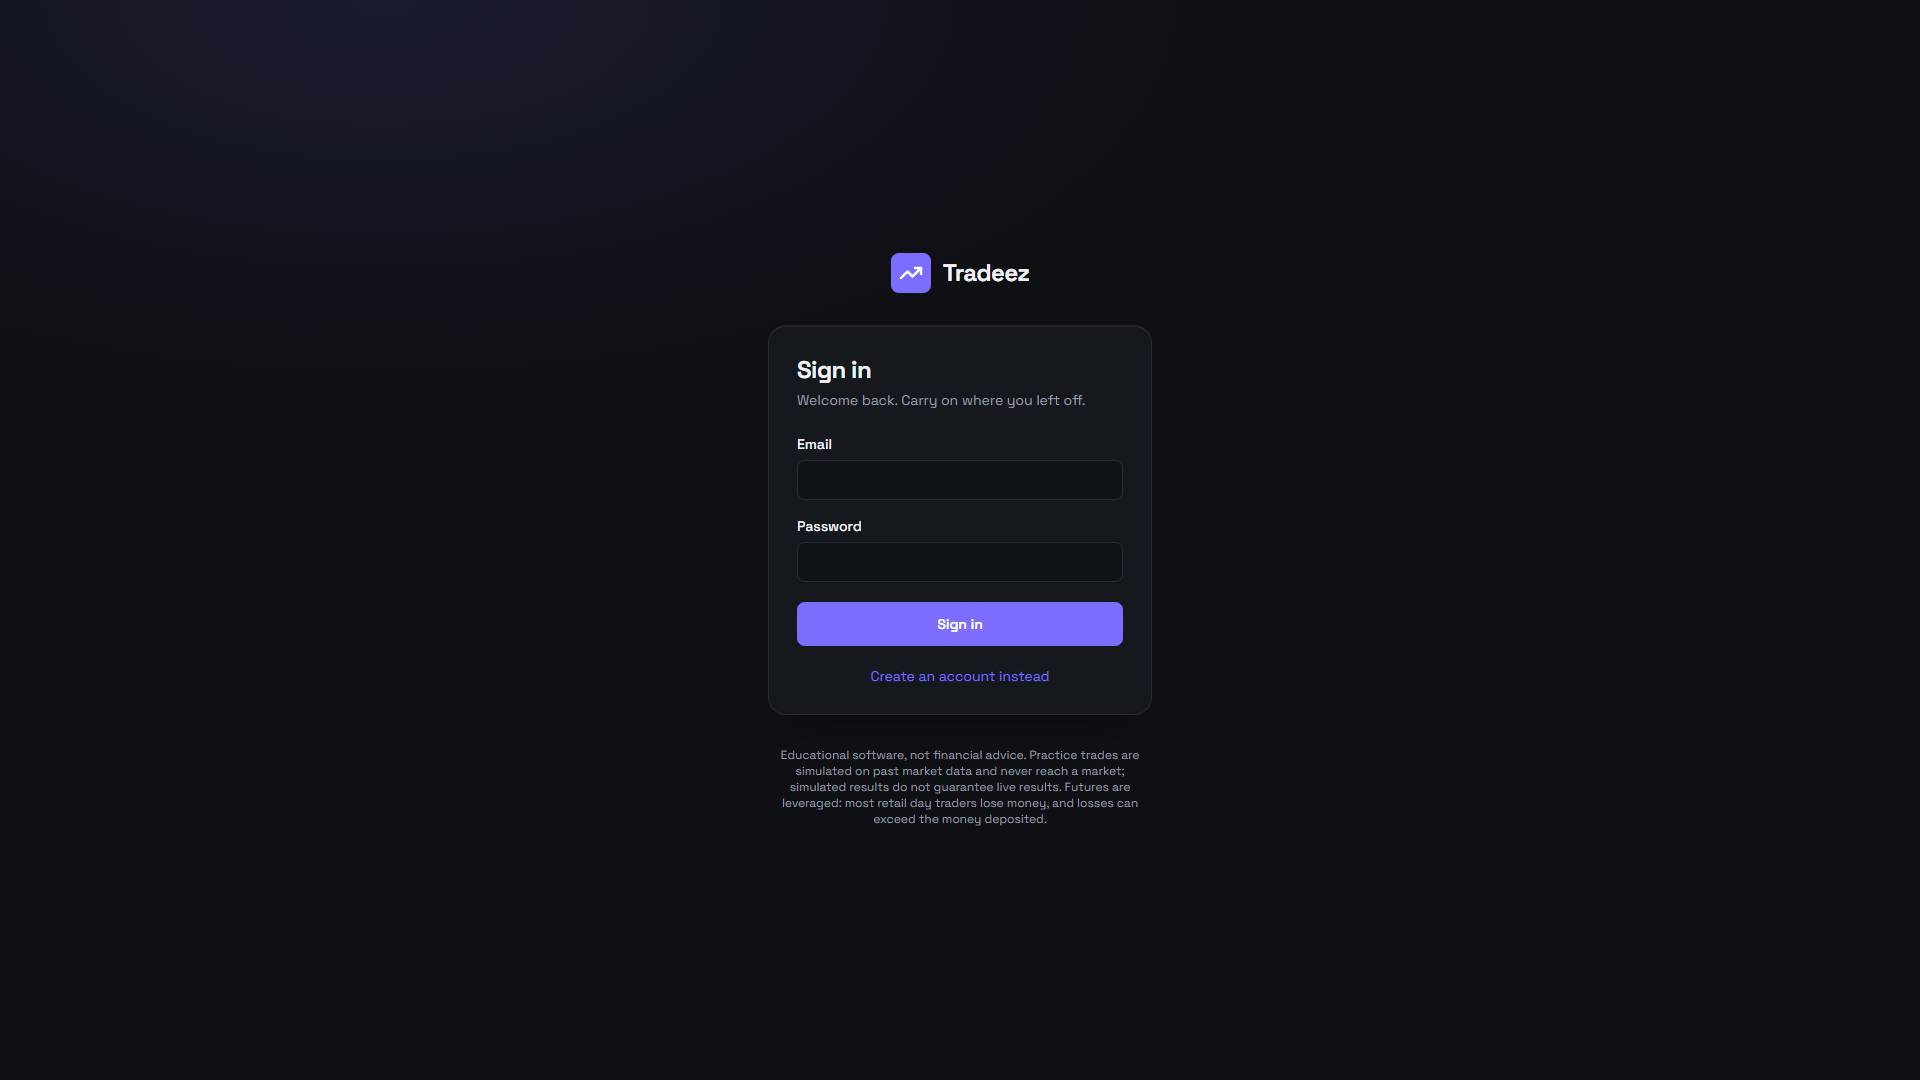 Tradeez
Sign in
Welcome back. Carry on where you left off.
Email
Password
Sign in
Create an account instead
Educational software, not financial advice. Practice trades are
simulated on past market data and never reach a market;
simulated results do not guarantee live results. Futures are
leveraged: most retail day traders lose money, and losses can
exceed the money deposited.